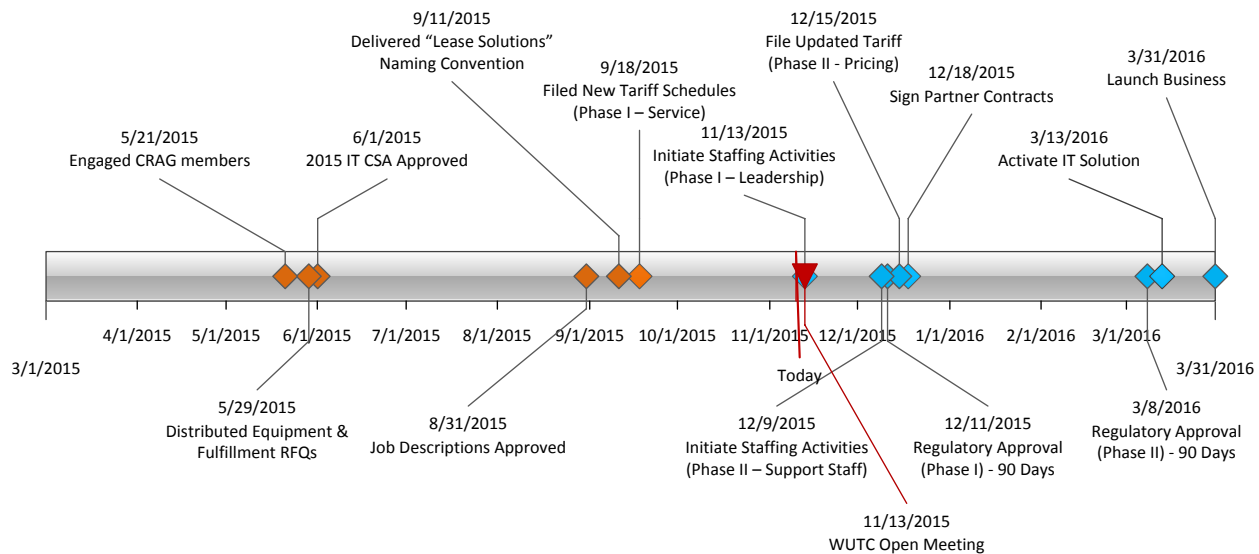 9/11/2015
Delivered “Lease Solutions”
Naming Convention
12/15/2015
File Updated Tariff
(Phase II - Pricing)
3/31/2016
Launch Business
9/18/2015
Filed New Tariff Schedules
(Phase I – Service)
12/18/2015
Sign Partner Contracts
5/21/2015
Engaged CRAG members
6/1/2015
2015 IT CSA Approved
11/13/2015
Initiate Staffing Activities
(Phase I – Leadership)
3/13/2016
Activate IT Solution
4/1/2015
5/1/2015
6/1/2015
7/1/2015
8/1/2015
9/1/2015
10/1/2015
11/1/2015
12/1/2015
1/1/2016
2/1/2016
3/1/2016
3/1/2015
3/31/2016
Today
5/29/2015
Distributed Equipment &
Fulfillment RFQs
8/31/2015
Job Descriptions Approved
12/9/2015
Initiate Staffing Activities
(Phase II – Support Staff)
12/11/2015
Regulatory Approval
(Phase I) - 90 Days
3/8/2016
Regulatory Approval
(Phase II) - 90 Days
11/13/2015
WUTC Open Meeting